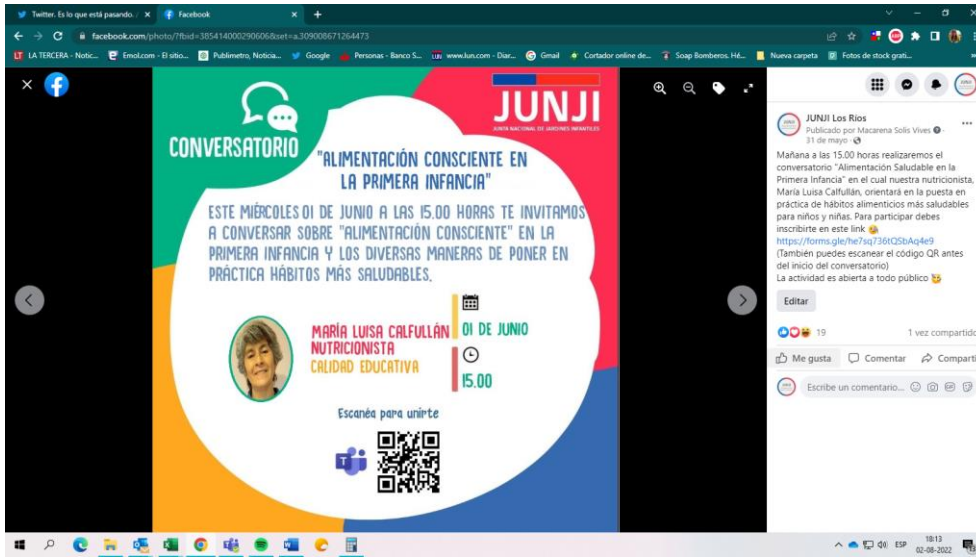 Twitter. Es lo que está pasando. /
Facebook
facebook.com/photo/?fbid=385414000290606&set=a.309008671264473
LA TERCERA - Notic...
Emol.com - El sitio...
Publimetro, Noticia...
Google
Personas - Banco S...
www.lun.com - Diar...
Gmail
Cortador online de...
Soap Bomberos. Hé...
Nueva carpeta
Fotos de stock grati...
CONVERSATORIO
JUNJI
JUNTA NACIONAL DE JARDINES INFANTILES
"ALIMENTACIÓN CONSCIENTE EN
LA PRIMERA INFANCIA"
ESTE MIÉRCOLES 01 DE JUNIO A LAS 15.00 HORAS TE INVITAMOS
A CONVERSAR SOBRE "ALIMENTACIÓN CONSCIENTE" EN LA
PRIMERA INFANCIA Y LOS DIVERSAS MANERAS DE PONER EN
PRÁCTICA HÁBITOS MÁS SALUDABLES.
MARÍA LUISA CALFULLÁN
NUTRICIONISTA
CALIDAD EDUCATIVA
01 DE JUNIO
15.00
Escanéa para unirte
T
JUNJI Los Ríos
Publicado por Macarena Solis Vives
31 de mayo
Mañana a las 15.00 horas realizaremos el
conversatorio "Alimentación Saludable en la
Primera Infancia" en el cual nuestra nutricionista,
María Luisa Calfullán, orientará en la puesta en
práctica de hábitos alimenticios más saludables
para niños y niñas. Para participar debes
inscribirte en este link
https://forms.gle/he7sq736tQSbAq4e9
(También puedes escanear el código QR antes
del inicio del conversatorio)
La actividad es abierta a todo público
Editar
19
1 vez compartido
Me gusta
Comentar
Comparti
Escribe un comentario...
ESP
18:13
02-08-2022